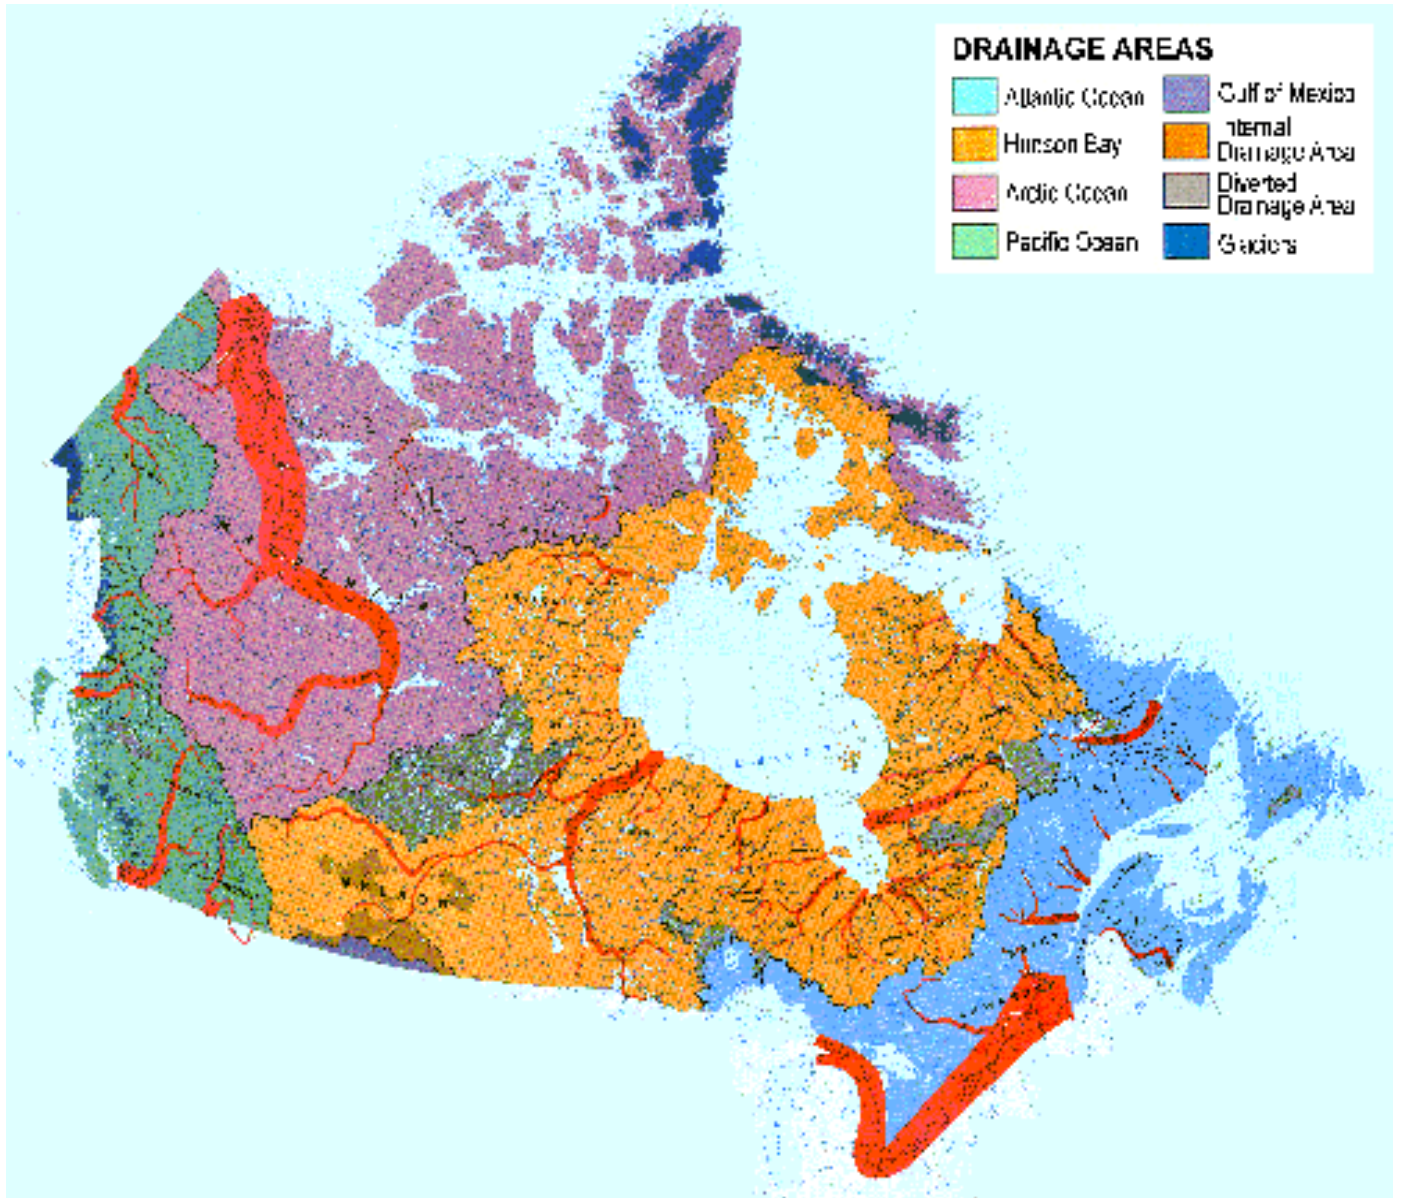 DRAINAGE AREAS
Atlantic Ocean
Hudson Bay
Arctic Ocean
Pacific Ocean
Gulf of Mexico
Internal
Drainage Area
Diverted
Drainage Area
Glaciers